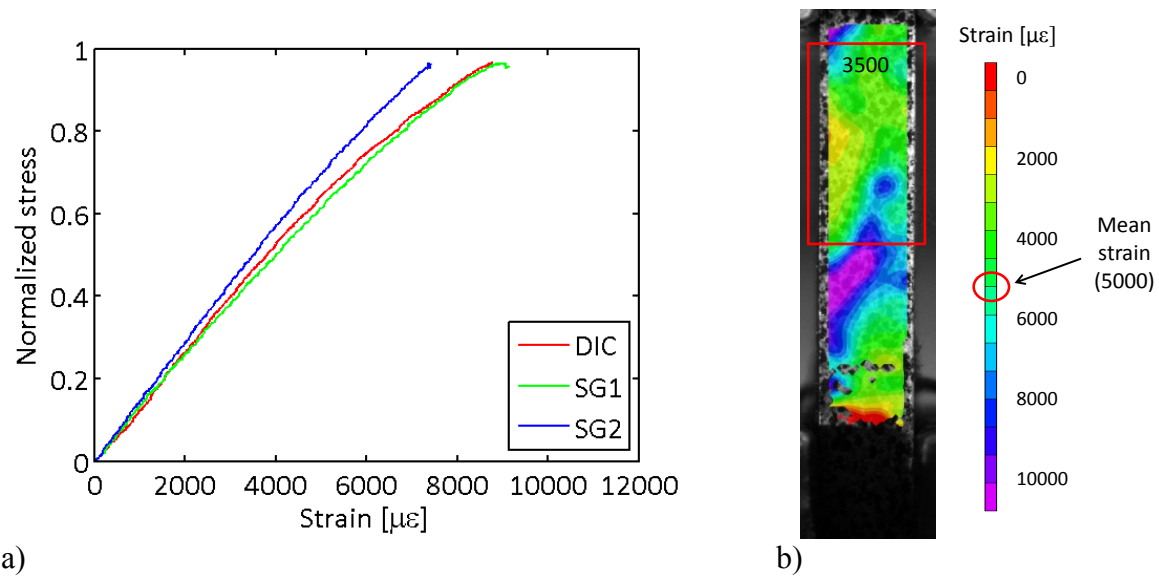 1
0.8
0.6
0.4
0.2
0
Normalized stress
0 2000 4000 6000 8000 10000 12000
Strain [με]
DIC
SG1
SG2
a)
3500
Strain [με]
0
2000
4000
6000
8000
10000
Mean
strain
(5000)
b)